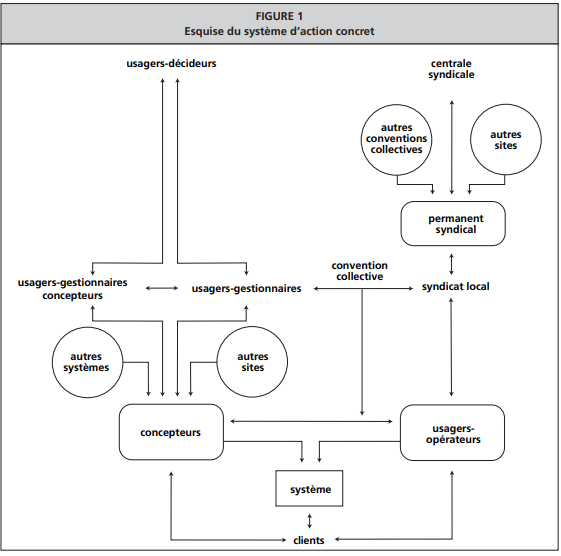 FIGURE 1
Esquise du système d'action concret
usagers-décideurs
centrale
syndicale
autres
conventions
collectives
autres
sites
permanent
syndical
convention
collective
usagers-gestionnaires
concepteurs
usagers-gestionnaires
syndicat local
autres
systèmes
autres
sites
concepteurs
usagers-
opérateurs
système
clients